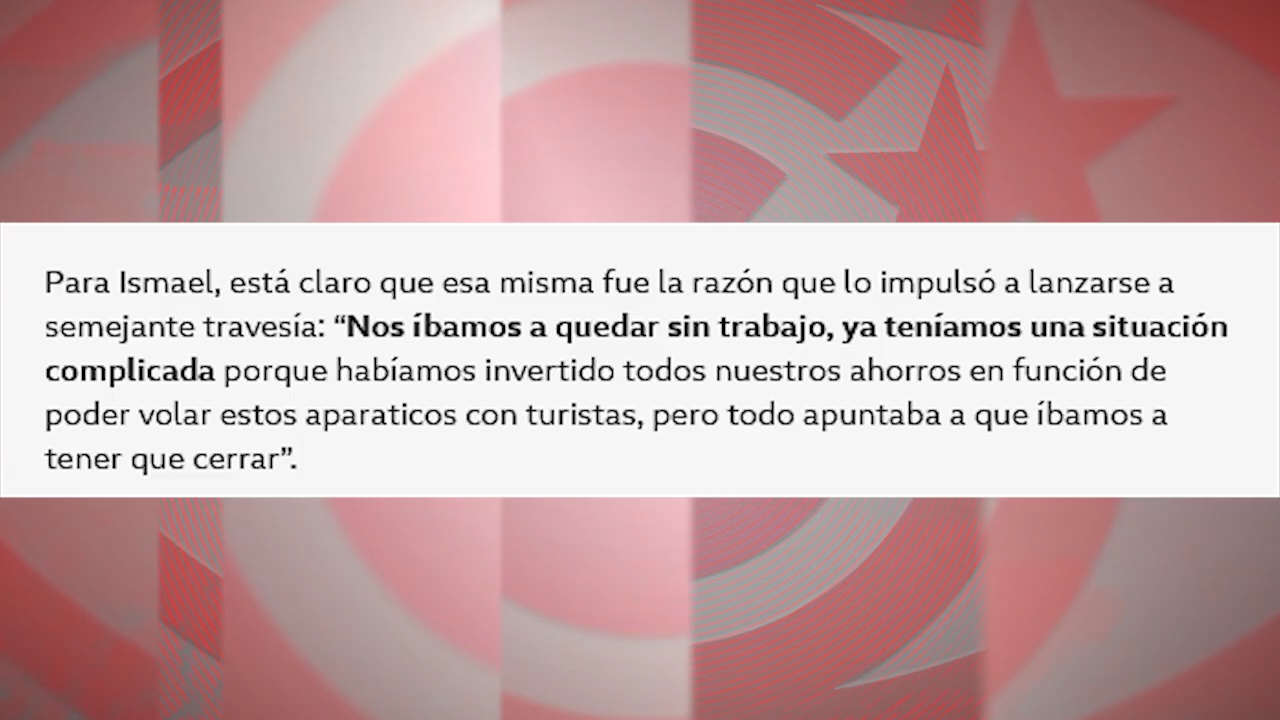 Para Ismael, está claro que esa misma fue la razón que lo impulsó a lanzarse a
semejante travesía: “Nos íbamos a quedar sin trabajo, ya teníamos una situación
complicada porque habíamos invertido todos nuestros ahorros en función de
poder volar estos aparaticos con turistas, pero todo apuntaba a que íbamos a
tener que cerrar”.